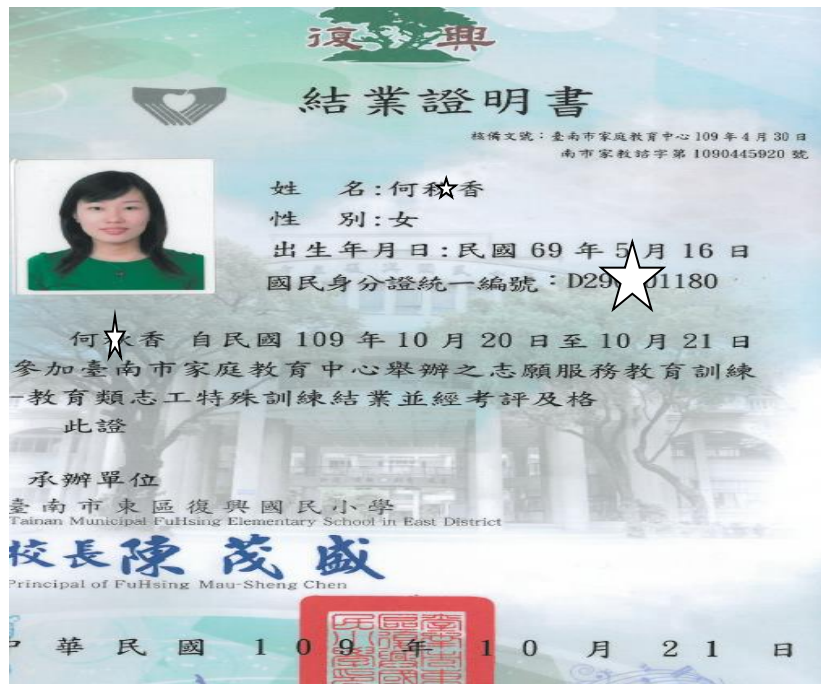 復興
結業證明書
核備文號:臺南市家庭教育中心 109 年 4 月 30 日
南市家教諮字第 1090445920 號
姓 名:何 香
性 別:女
出生年月日:民國 69 年 5 月 16 日
國民身分證統一編號:
何 香 自民國 109 年 10 月 20 日至 10 月 21 日
參加臺南市家庭教育中心舉辦之志願服務教育訓練
-教育類志工特殊訓練結業並經考評及格
此證
承辦單位
臺南市東區復興國民小學
Tainan Municipal FuHsing Elementary School in East District
校長陳茂盛
Principal of FuHsing Mau-Sheng Chen
中華民國 109 年 10 月 21 日